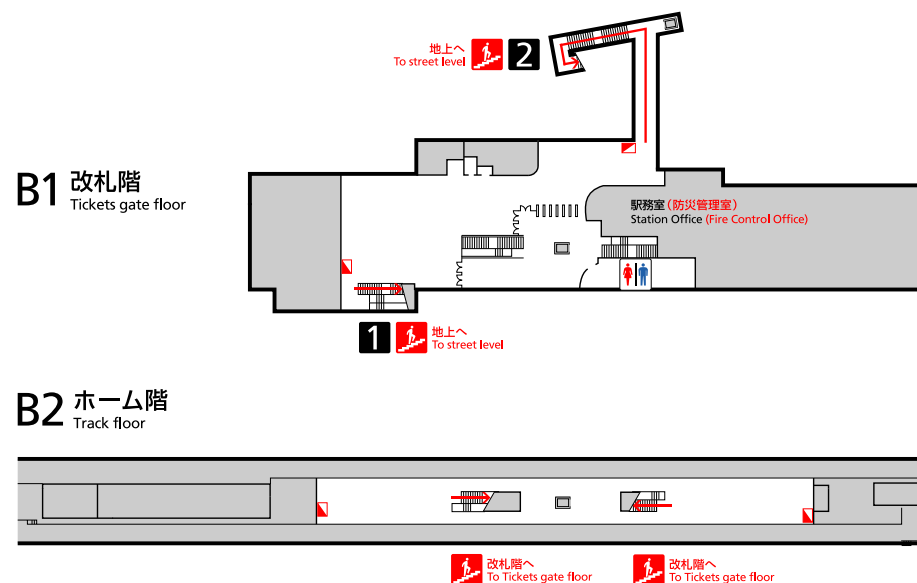 地上へ
To street level
2
B1 改札階
Tickets gate floor
駅務室(防災管理室)
Station Office (Fire Control Office)
1
地上へ
To street level
B2 ホーム階
Track floor
改札階へ
To Tickets gate floor
改札階へ
To Tickets gate floor